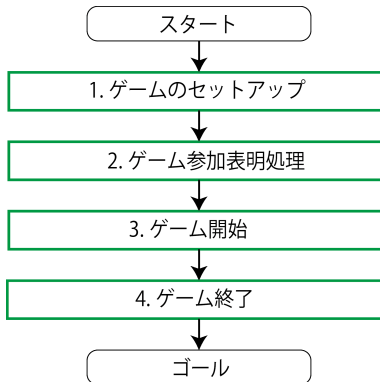 スタート
1. ゲームのセットアップ
2. ゲーム参加表明処理
3. ゲーム開始
4. ゲーム終了
ゴール